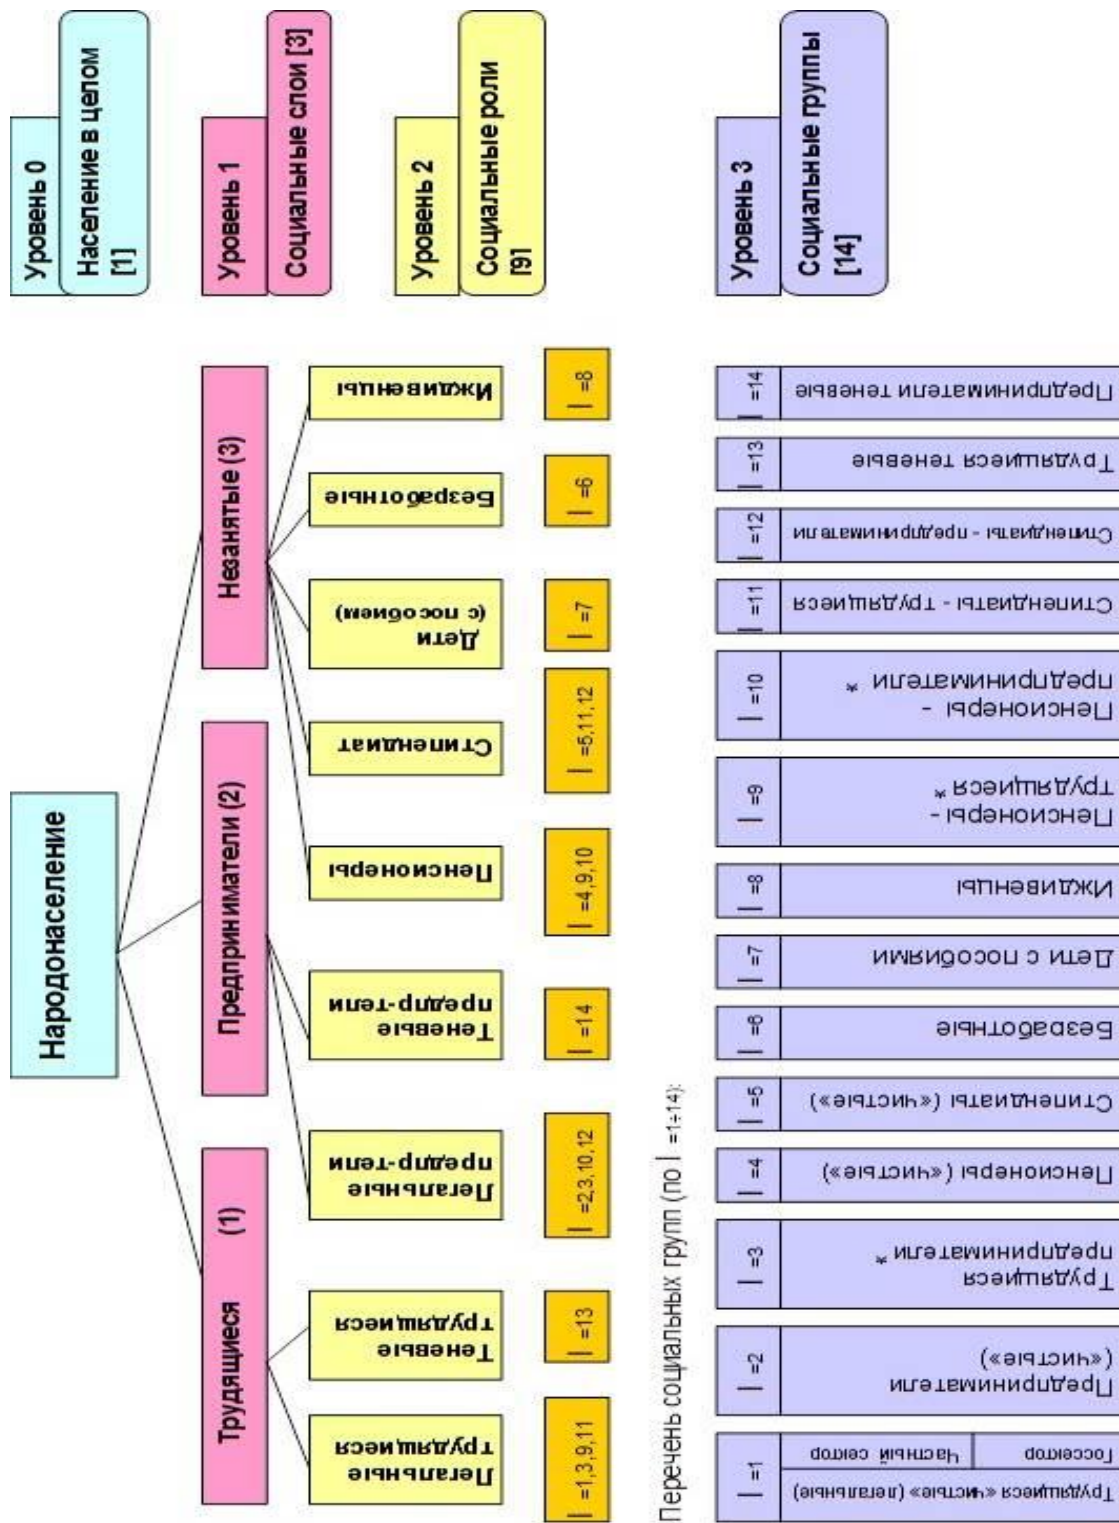 Народонаселение
Уровень 0
Население в целом
[1]
Трудящиеся (1)
Предприниматели (2)
Незанятые (3)
Уровень 1
Социальные слои [3]
Легальные
трудящиеся
Теневые
трудящиеся
Легальные
предпр-тели
Теневые
предпр-тели
Пенсионеры
Стипендиат
Дети
(с пособием)
Безработные
Иждивенцы
Уровень 2
Социальные роли
[9]
| =1,3,9,11
| =13
| =2,3,10,12
| =14
| =4,9,10
| =5,11,12
| =7
| =6
| =8
Перечень социальных групп (по | =1÷14):
| =1
Трудящиеся «чистые» (легальные)
Госсектор
Частный сектор
| =2
Предприниматели
(«чистые»)
| =3
Трудящиеся
предприниматели *
| =4
Пенсионеры («чистые»)
| =5
Стипендиаты («чистые»)
| =6
Безработные
| =7
Дети с пособиями
| =8
Иждивенцы
| =9
Пенсионеры -
трудящиеся *
| =10
Пенсионеры -
предприниматели *
| =11
Стипендиаты - трудящиеся
| =12
Стипендиаты - предприниматели
| =13
Трудящиеся теневые
| =14
Предприниматели теневые
Уровень 3
Социальные группы
[14]